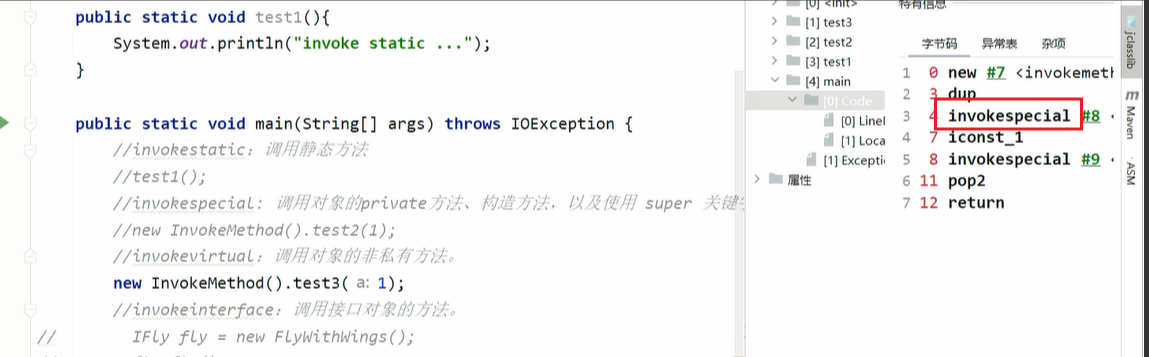 public static void test1(){
System.out.println("invoke static ...");
}
public static void main(String[] args) throws IOException {
//invokestatic：调用静态方法
//test1();
//invokespecial：调用对象的private方法、构造方法，以及使用 super 关键
//new InvokeMethod().test2(1);
//invokevirtual：调用对象的非私有方法。
new InvokeMethod().test3( a: 1);
//invokeinterface：调用接口对象的方法。
// IFly fly = new FlyWithWings();
[0] <init>
[1] test3
[2] test2
[3] test1
[4] main
[0] Code
[0] Linel
[1] Loca
[1] Excepti
属性
特有信息
字节码 异常表 杂项
1 0 new #7 <invokemeth
2 3 dup
3 4 invokespecial #8 <
4 7 iconst_1
5 8 invokespecial #9 <
6 11 pop2
7 12 return
jclasslib
m Maven
ASM